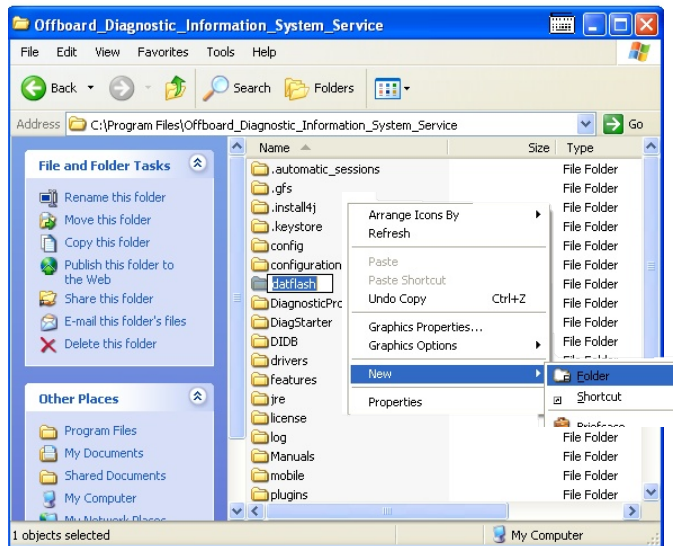 Offboard_Diagnostic_Information_System_Service
File Edit View Favorites Tools Help
Back Search Folders
Address C:\Program Files\Offboard_Diagnostic_Information_System_Service Go
File and Folder Tasks
Rename this folder
Move this folder
Copy this folder
Publish this folder to
the Web
Share this folder
E-mail this folder's files
Delete this folder
Other Places
Program Files
My Documents
Shared Documents
My Computer
My Network Places
Name Size Type
.automatic_sessions File Folder
.gfs File Folder
.install4j File Folder
.keystore File Folder
config File Folder
configuration File Folder
datflash File Folder
DiagnosticPro File Folder
DiagStarter File Folder
DIDB File Folder
drivers File Folder
features
jre
license
log File Folder
Manuals File Folder
mobile File Folder
plugins File Folder
Arrange Icons By
Refresh
Paste
Paste Shortcut
Undo Copy Ctrl+Z
Graphics Properties...
Graphics Options
New
Properties
Folder
Shortcut
Briefcase
1 objects selected My Computer